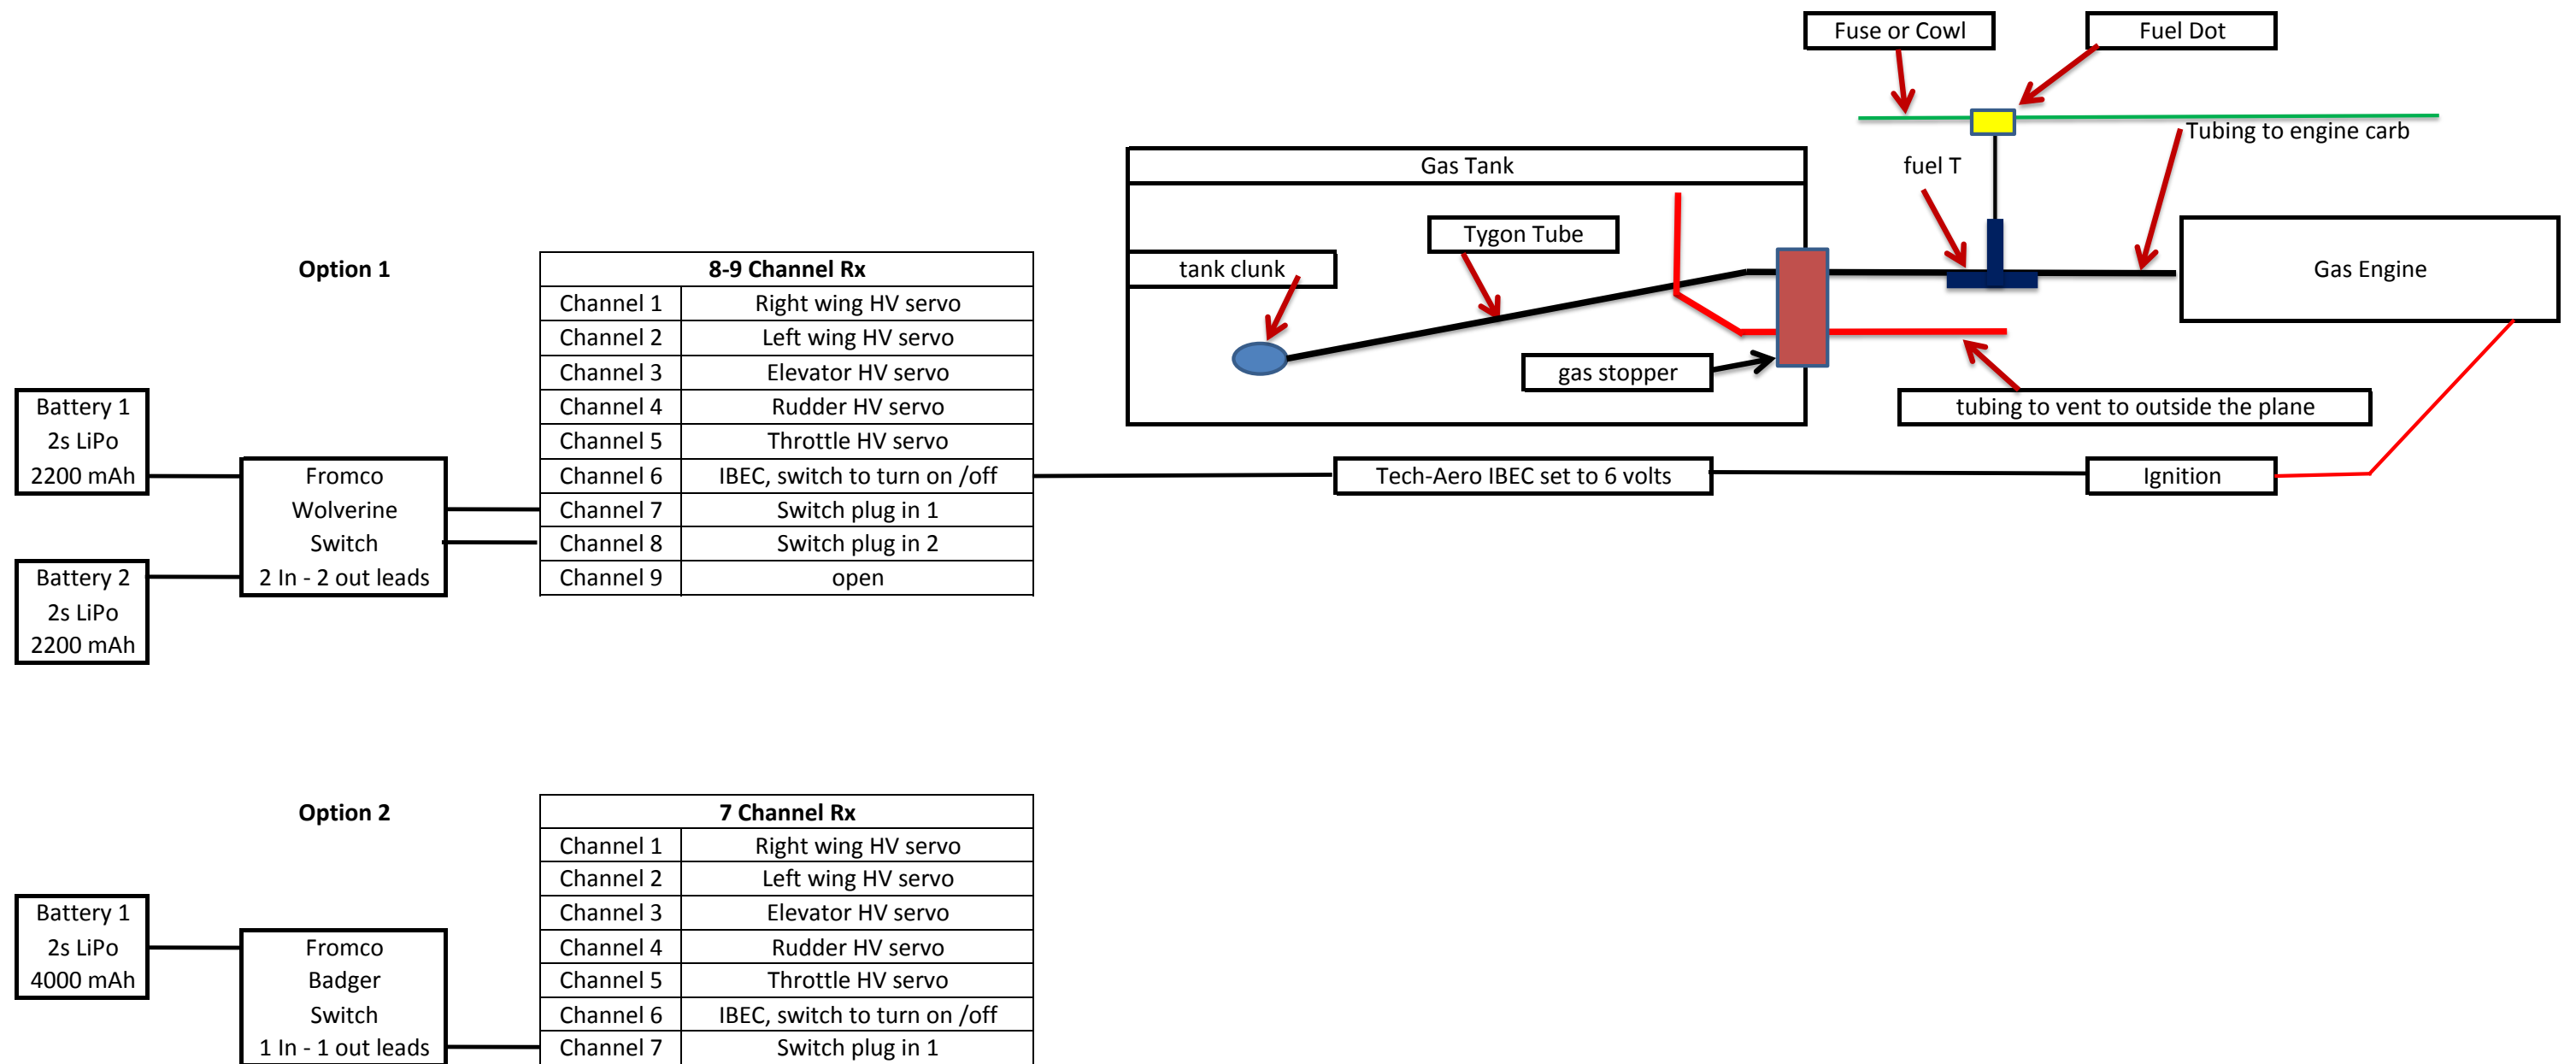 Fuse or Cowl
Fuel Dot
Tubing to engine carb
Gas Tank
fuel T
Tygon Tube
tank clunk
Gas Engine
gas stopper
tubing to vent to outside the plane
Option 1
8-9 Channel Rx
Channel 1 Right wing HV servo
Channel 2 Left wing HV servo
Channel 3 Elevator HV servo
Channel 4 Rudder HV servo
Channel 5 Throttle HV servo
Channel 6 IBEC, switch to turn on /off
Channel 7 Switch plug in 1
Channel 8 Switch plug in 2
Channel 9 open
Battery 1
2s LiPo
2200 mAh
Fromco
Wolverine
Switch
2 In - 2 out leads
Battery 2
2s LiPo
2200 mAh
Tech-Aero IBEC set to 6 volts
Ignition
Option 2
7 Channel Rx
Channel 1 Right wing HV servo
Channel 2 Left wing HV servo
Channel 3 Elevator HV servo
Channel 4 Rudder HV servo
Channel 5 Throttle HV servo
Channel 6 IBEC, switch to turn on /off
Channel 7 Switch plug in 1
Battery 1
2s LiPo
4000 mAh
Fromco
Badger
Switch
1 In - 1 out leads